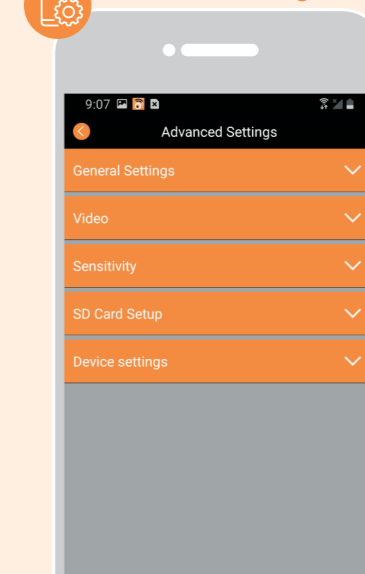 9:07
Advanced Settings
General Settings
Video
Sensitivity
SD Card Setup
Device settings